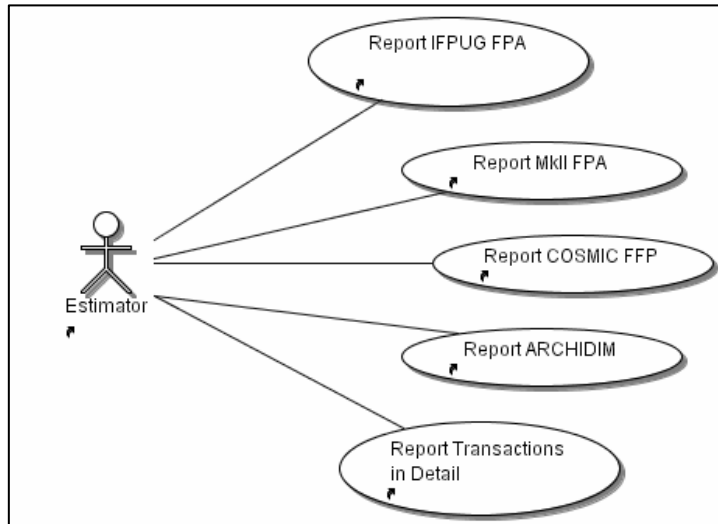 Report IFPUG FPA
Report MkII FPA
Report COSMIC FFP
Estimator
Report ARCHIDIM
Report Transactions
in Detail